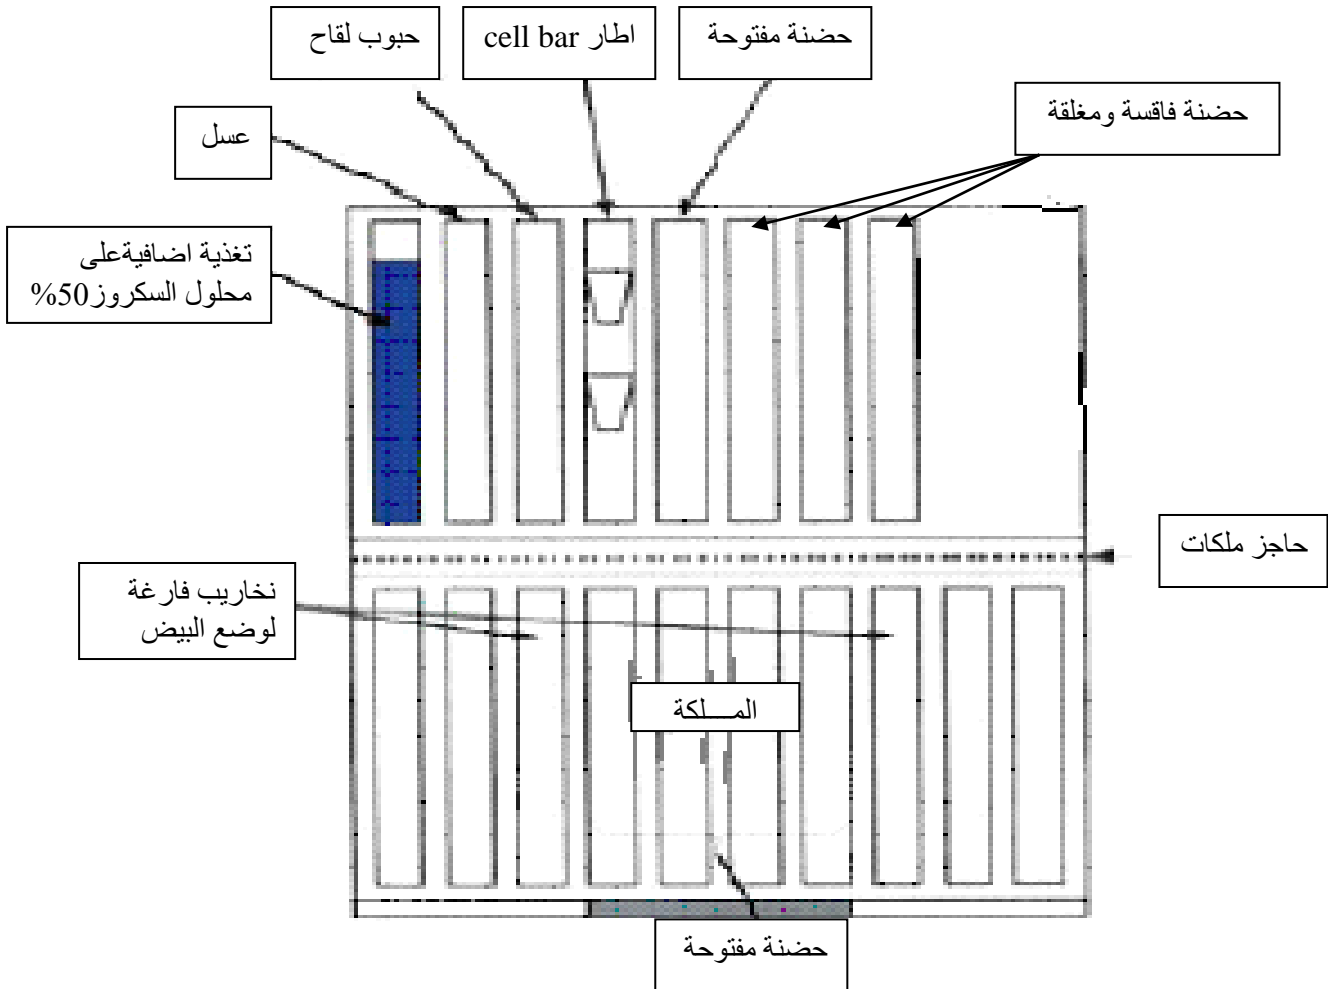 حضنة مفتوحة
اطار cell bar
حبوب لقاح
حضنة فاقسة ومغلقة
عسل
تغذية اضافيةعلى
محلول السكروز50%
حاجز ملكات
نخاريب فارغة
لوضع البيض
المـــلكة
حضنة مفتوحة